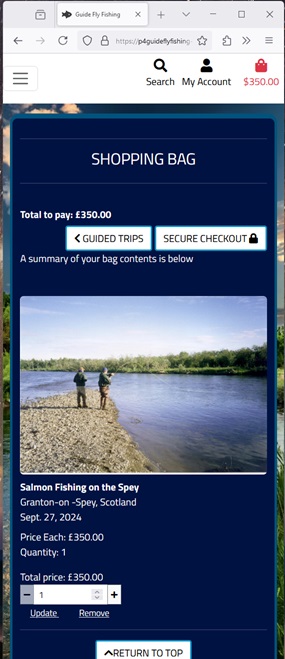 Guide Fly Fishing
https://p4guideflyfishing-
Search My Account $350.00
SHOPPING BAG
Total to pay: £350.00
GUIDED TRIPS SECURE CHECKOUT
A summary of your bag contents is below
Salmon Fishing on the Spey
Granton-on -Spey, Scotland
Sept. 27, 2024
Price Each: £350.00
Quantity: 1
Total price: £350.00
− 1 +
Update Remove
RETURN TO TOP